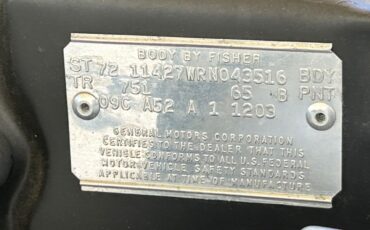 BODY BY FISHER
ST 72 11427WRN043516 BDY
TR 751 65 B PNT
09C A52 A 1 1203
GENERAL MOTORS CORPORATION
CERTIFIES TO THE DEALER THAT THIS
VEHICLE CONFORMS TO ALL U.S. FEDERAL
MOTOR VEHICLE SAFETY STANDARDS
APPLICABLE AT TIME OF MANUFACTURE